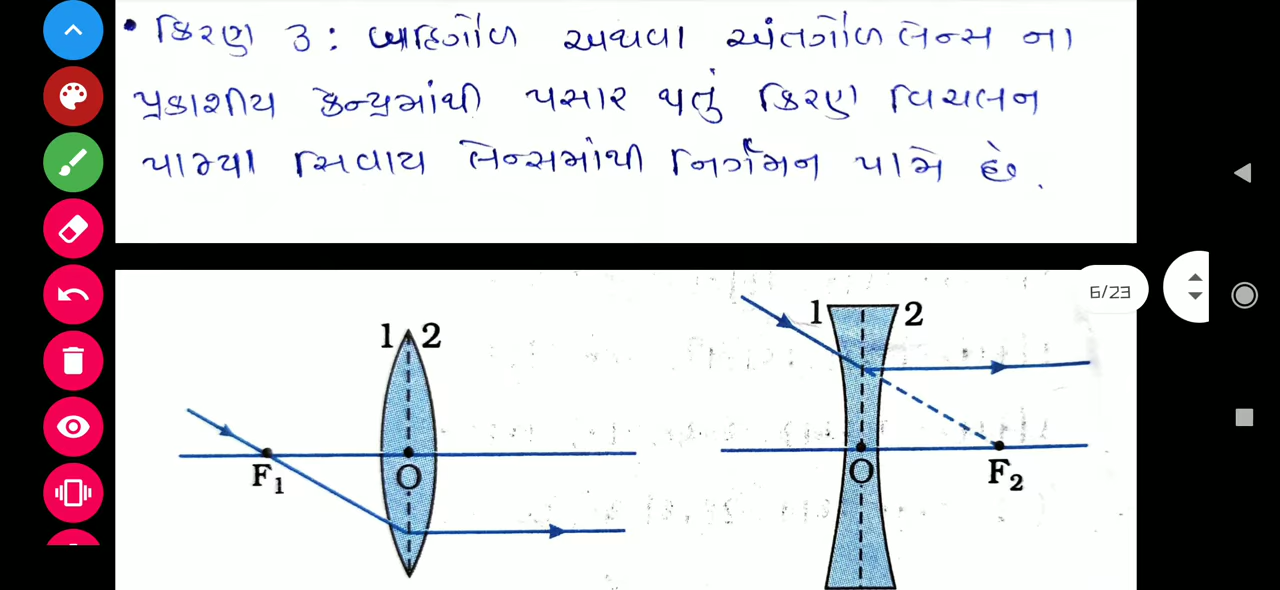 • કિરણ 3 : બહિર્ગોળ અથવા અંતર્ગોળ લેન્સ ના
પ્રકાશીય કેન્દ્રમાંથી પસાર થતું કિરણ વિચલન
પામ્યા સિવાય લેન્સમાંથી નિર્ગમન પામે છે.
6/23
1 2
F₁
O
1 2
O
F₂